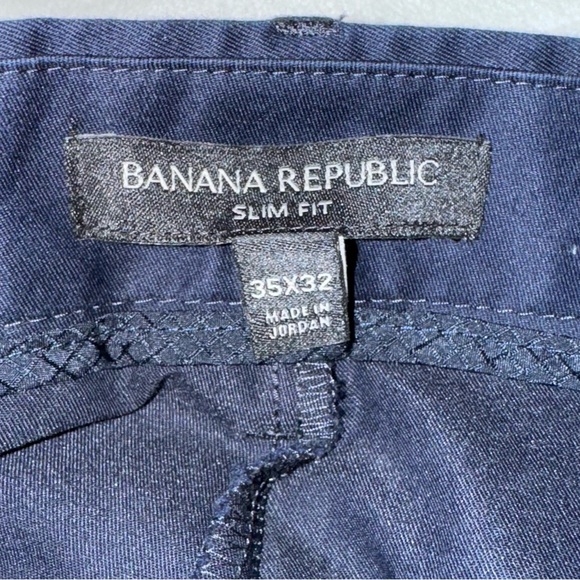 BANANA REPUBLIC
SLIM FIT
35X32
MADE IN
JORDAN